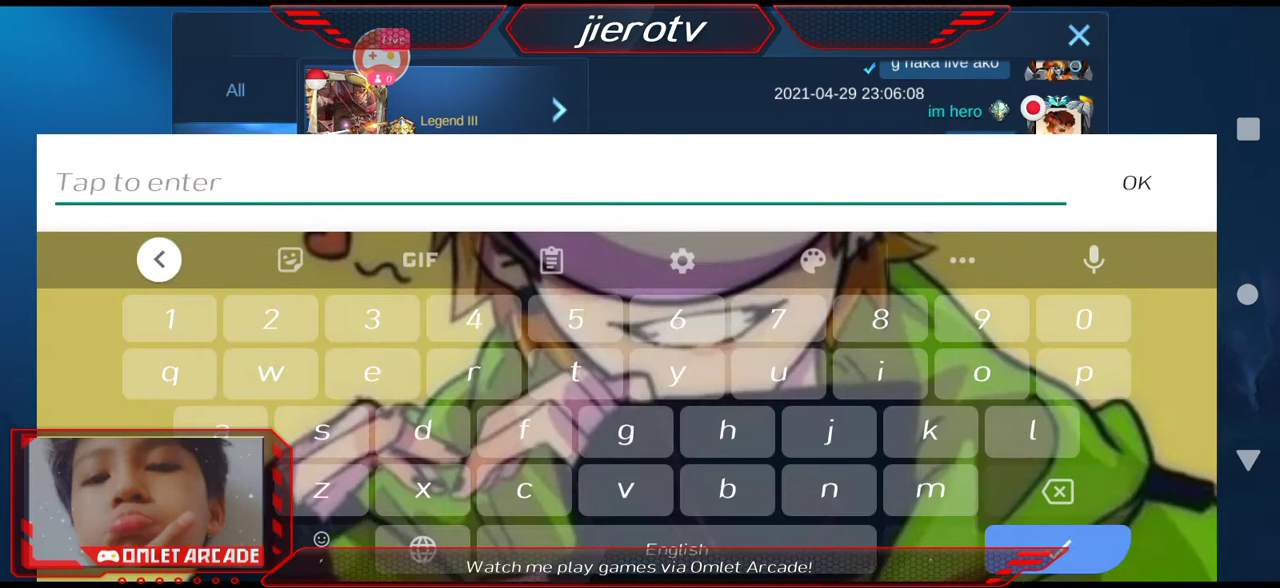 jierotv
live
0
All
Legend III
g naka live ako
2021-04-29 23:06:08
im hero
Tap to enter
OK
GIF
1 2 3 4 5 6 7 8 9 0
q w e r t y u i o p
a s d f g h j k l
z x c v b n m
English
OMLET ARCADE
Watch me play games via Omlet Arcade!